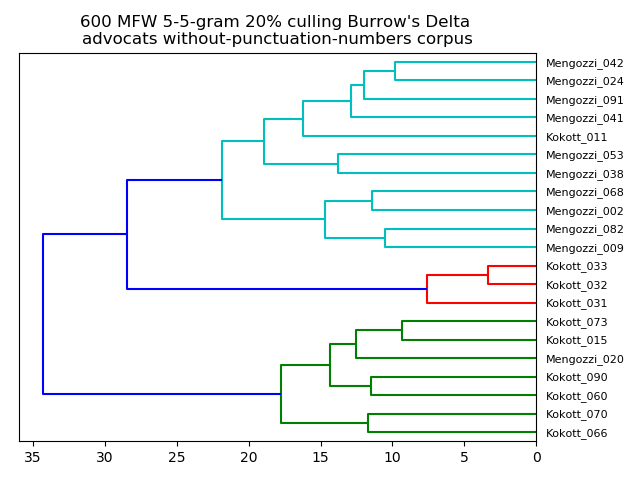 600 MFW 5-5-gram 20% culling Burrow's Delta
advocats without-punctuation-numbers corpus
Mengozzi_042
Mengozzi_024
Mengozzi_091
Mengozzi_041
Kokott_011
Mengozzi_053
Mengozzi_038
Mengozzi_068
Mengozzi_002
Mengozzi_082
Mengozzi_009
Kokott_033
Kokott_032
Kokott_031
Kokott_073
Kokott_015
Mengozzi_020
Kokott_090
Kokott_060
Kokott_070
Kokott_066
35 30 25 20 15 10 5 0